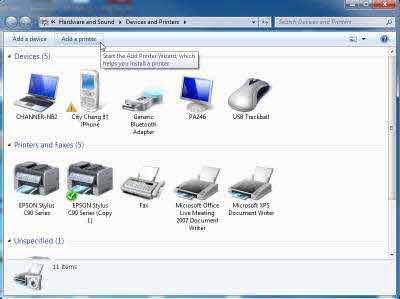 Hardware and Sound ▸ Devices and Printers ▸
Search Devices and Printers
Add a device
Add a printer
Start the Add Printer Wizard, which
helps you install a printer.
Devices (5)
CHANNER-NB2
City Chang 的
iPhone
Generic
Bluetooth
Adapter
PA246
USB Trackball
Printers and Faxes (5)
EPSON Stylus
C90 Series
EPSON Stylus
C90 Series (Copy
1)
Fax
Microsoft Office
Live Meeting
2007 Document
Writer
Microsoft XPS
Document Writer
Unspecified (1)
11 items